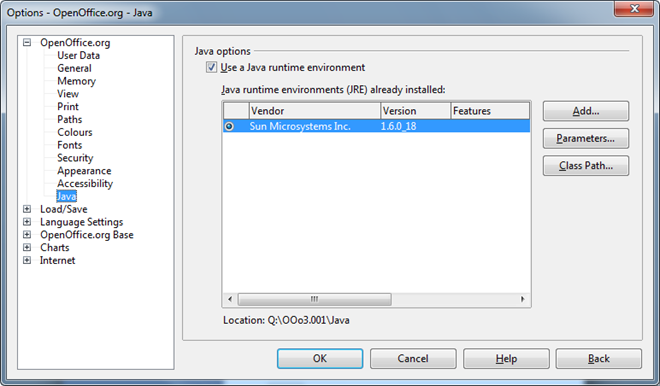 Options - OpenOffice.org - Java
OpenOffice.org
User Data
General
Memory
View
Print
Paths
Colours
Fonts
Security
Appearance
Accessibility
Java
Load/Save
Language Settings
OpenOffice.org Base
Charts
Internet
Java options
Use a Java runtime environment
Java runtime environments (JRE) already installed:
Vendor Version Features
Sun Microsystems Inc. 1.6.0_18
Add...
Parameters...
Class Path...
Location: Q:\OOo3.001\Java
OK Cancel Help Back